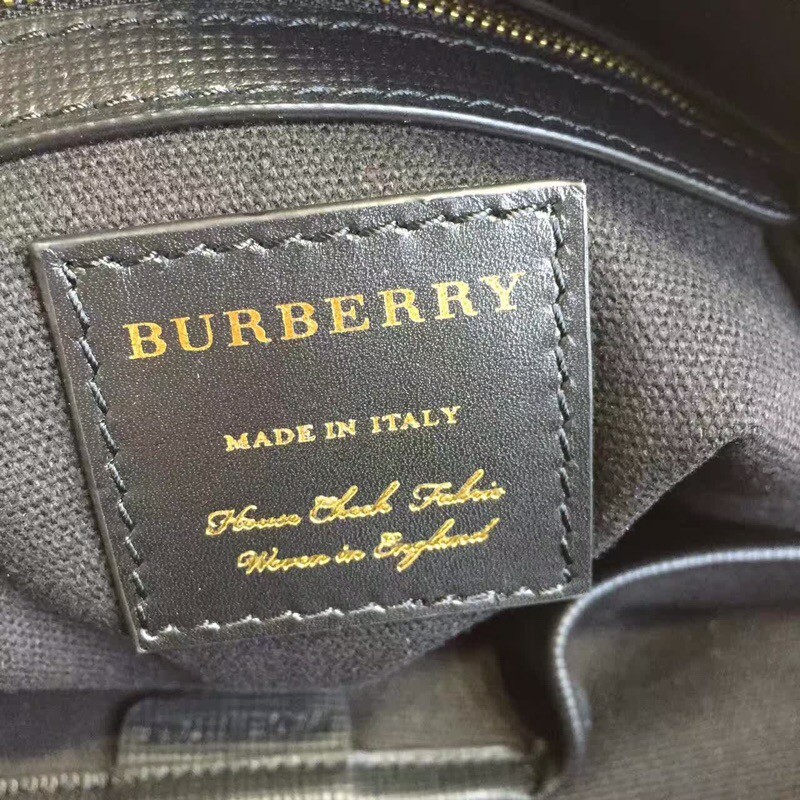 BURBERRY
MADE IN ITALY
House Check Fabric
Woven in England